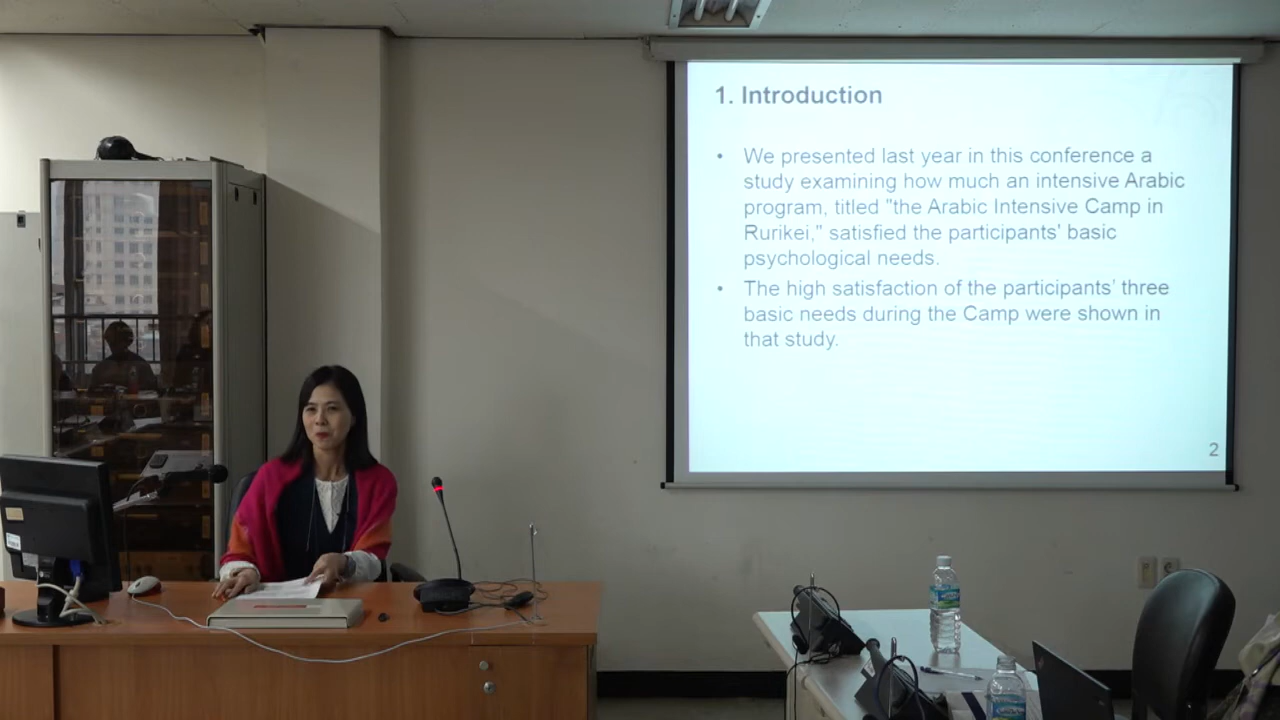 1. Introduction
• We presented last year in this conference a
study examining how much an intensive Arabic
program, titled "the Arabic Intensive Camp in
Rurikei," satisfied the participants' basic
psychological needs.
• The high satisfaction of the participants' three
basic needs during the Camp were shown in
that study.
2